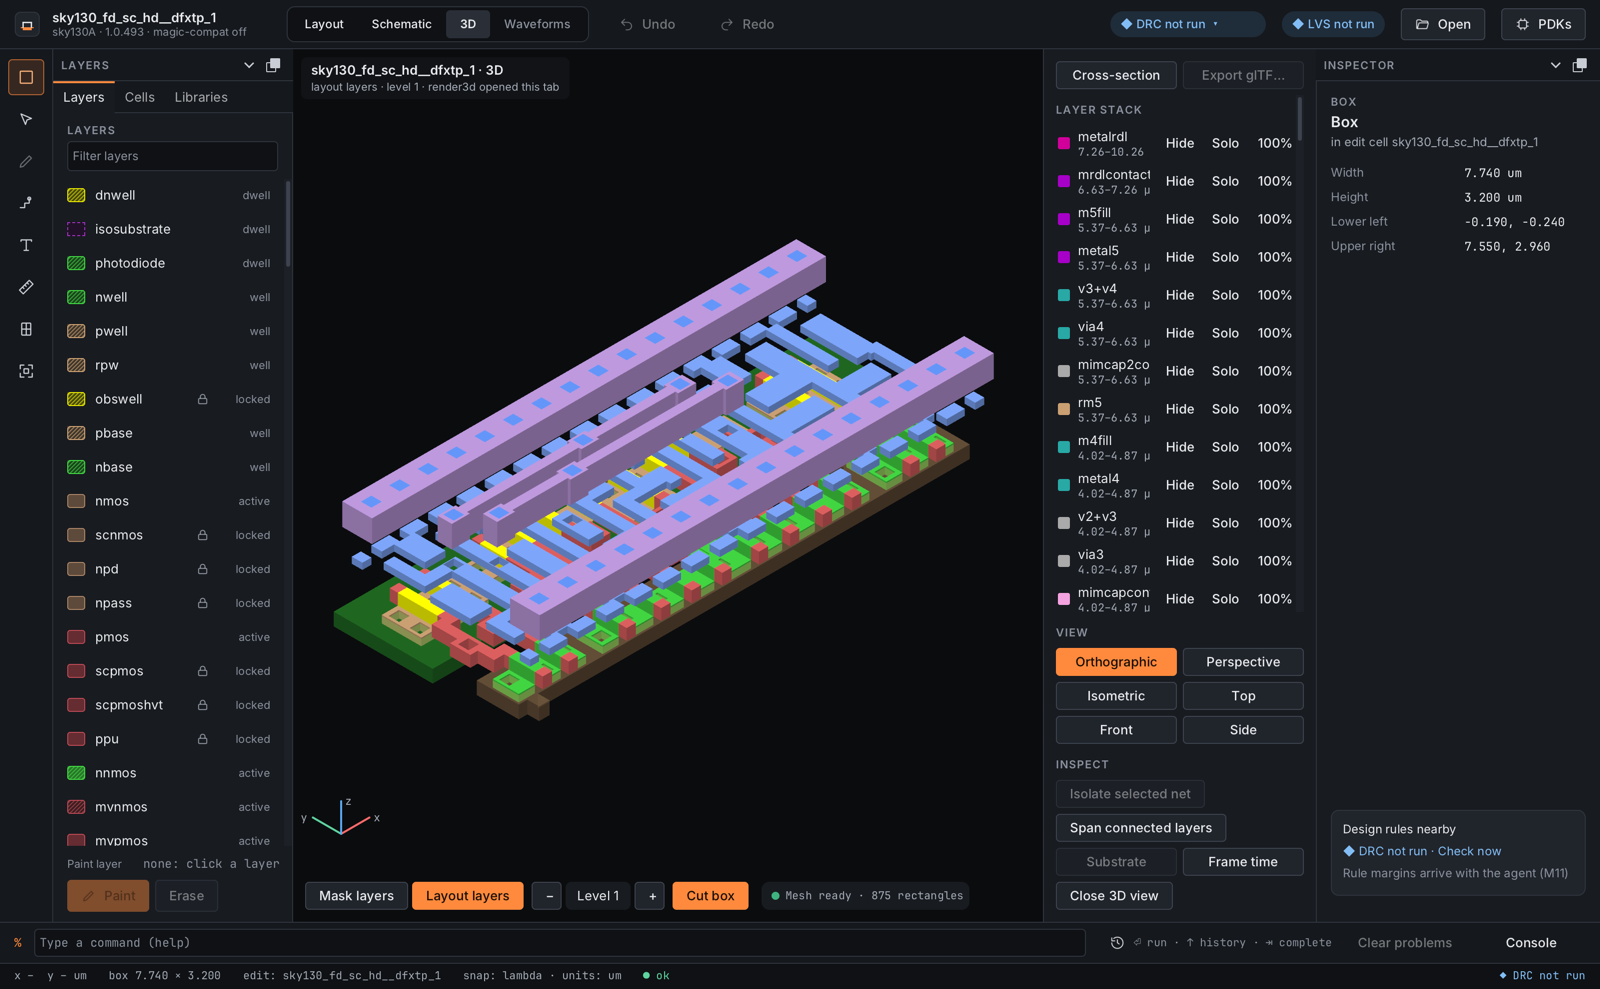 sky130_fd_sc_hd__dfxtp_1
sky130A · 1.0.493 · magic-compat off
Layout
Schematic
3D
Waveforms
Undo
Redo
DRC not run
LVS not run
Open
PDKs
LAYERS
Layers
Cells
Libraries
LAYERS
Filter layers
dnwell dwell
isosubstrate dwell
photodiode dwell
nwell well
pwell well
rpw well
obswell locked
pbase well
nbase well
nmos active
scnmos locked
npd locked
npass locked
pmos active
scpmos locked
scpmoshvt locked
ppu locked
nnmos active
mvnmos active
mvpmos active
Paint layer none: click a layer
Paint
Erase
sky130_fd_sc_hd__dfxtp_1 · 3D
layout layers · level 1 · render3d opened this tab
z
y
x
Mask layers
Layout layers
−
Level 1
+
Cut box
Mesh ready · 875 rectangles
Cross-section
Export glTF...
LAYER STACK
metalrdl
7.26–10.26
Hide Solo 100%
mrdlcontact
6.63–7.26 µ
Hide Solo 100%
m5fill
5.37–6.63 µ
Hide Solo 100%
metal5
5.37–6.63 µ
Hide Solo 100%
v3+v4
5.37–6.63 µ
Hide Solo 100%
via4
5.37–6.63 µ
Hide Solo 100%
mimcap2co
5.37–6.63 µ
Hide Solo 100%
rm5
5.37–6.63 µ
Hide Solo 100%
m4fill
4.02–4.87 µ
Hide Solo 100%
metal4
4.02–4.87 µ
Hide Solo 100%
v2+v3
4.02–4.87 µ
Hide Solo 100%
via3
4.02–4.87 µ
Hide Solo 100%
mimcapcon
4.02–4.87 µ
Hide Solo 100%
VIEW
Orthographic
Perspective
Isometric
Top
Front
Side
INSPECT
Isolate selected net
Span connected layers
Substrate
Frame time
Close 3D view
INSPECTOR
BOX
Box
in edit cell sky130_fd_sc_hd__dfxtp_1
Width 7.740 um
Height 3.200 um
Lower left -0.190, -0.240
Upper right 7.550, 2.960
Design rules nearby
DRC not run · Check now
Rule margins arrive with the agent (M11)
% Type a command (help)
⏎ run · ↑ history · ⇥ complete
Clear problems
Console
x – y – um box 7.740 × 3.200 edit: sky130_fd_sc_hd__dfxtp_1 snap: lambda · units: um ok
DRC not run